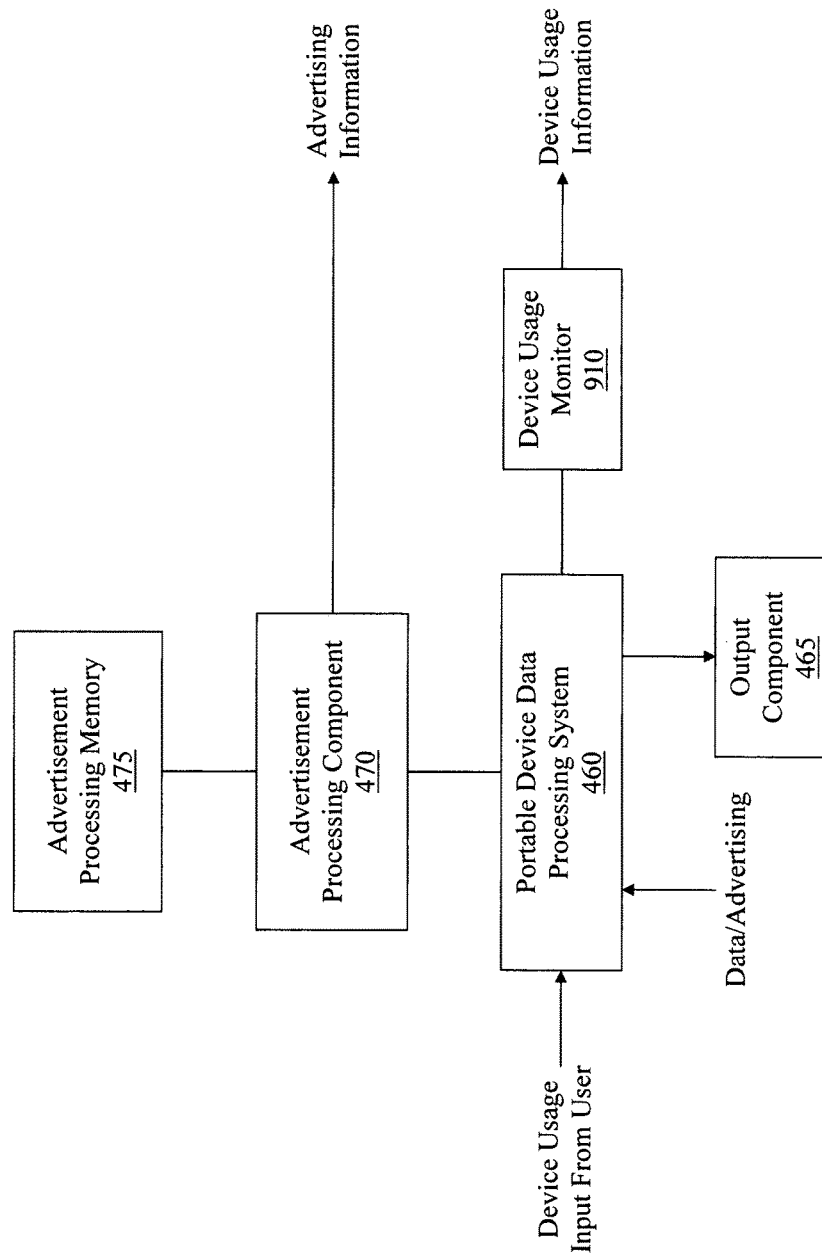 Advertisement
Processing Memory
475
Advertisement
Processing Component
470
Advertising
Information
Device Usage
Input From User
Portable Device Data
Processing System
460
Device Usage
Monitor
910
Device Usage
Information
Data/Advertising
Output
Component
465